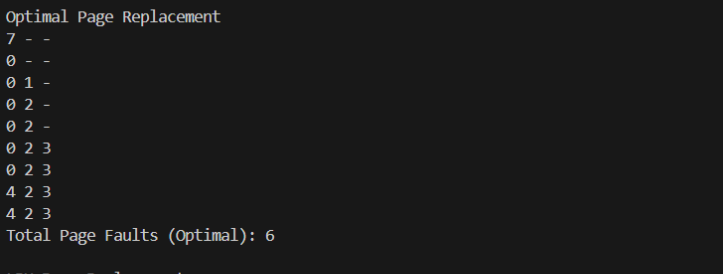 Optimal Page Replacement
7 - -
0 - -
0 1 -
0 2 -
0 2 -
0 2 3
0 2 3
4 2 3
4 2 3
Total Page Faults (Optimal): 6